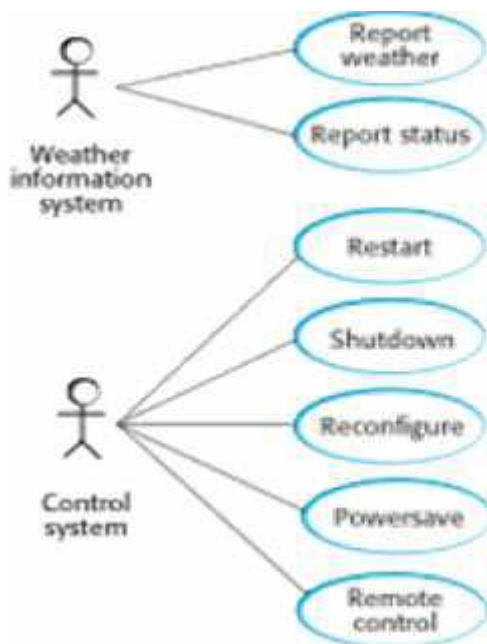 Report
weather
Report status
Weather
information
system
Restart
Shutdown
Reconfigure
Control
system
Powersave
Remote
control